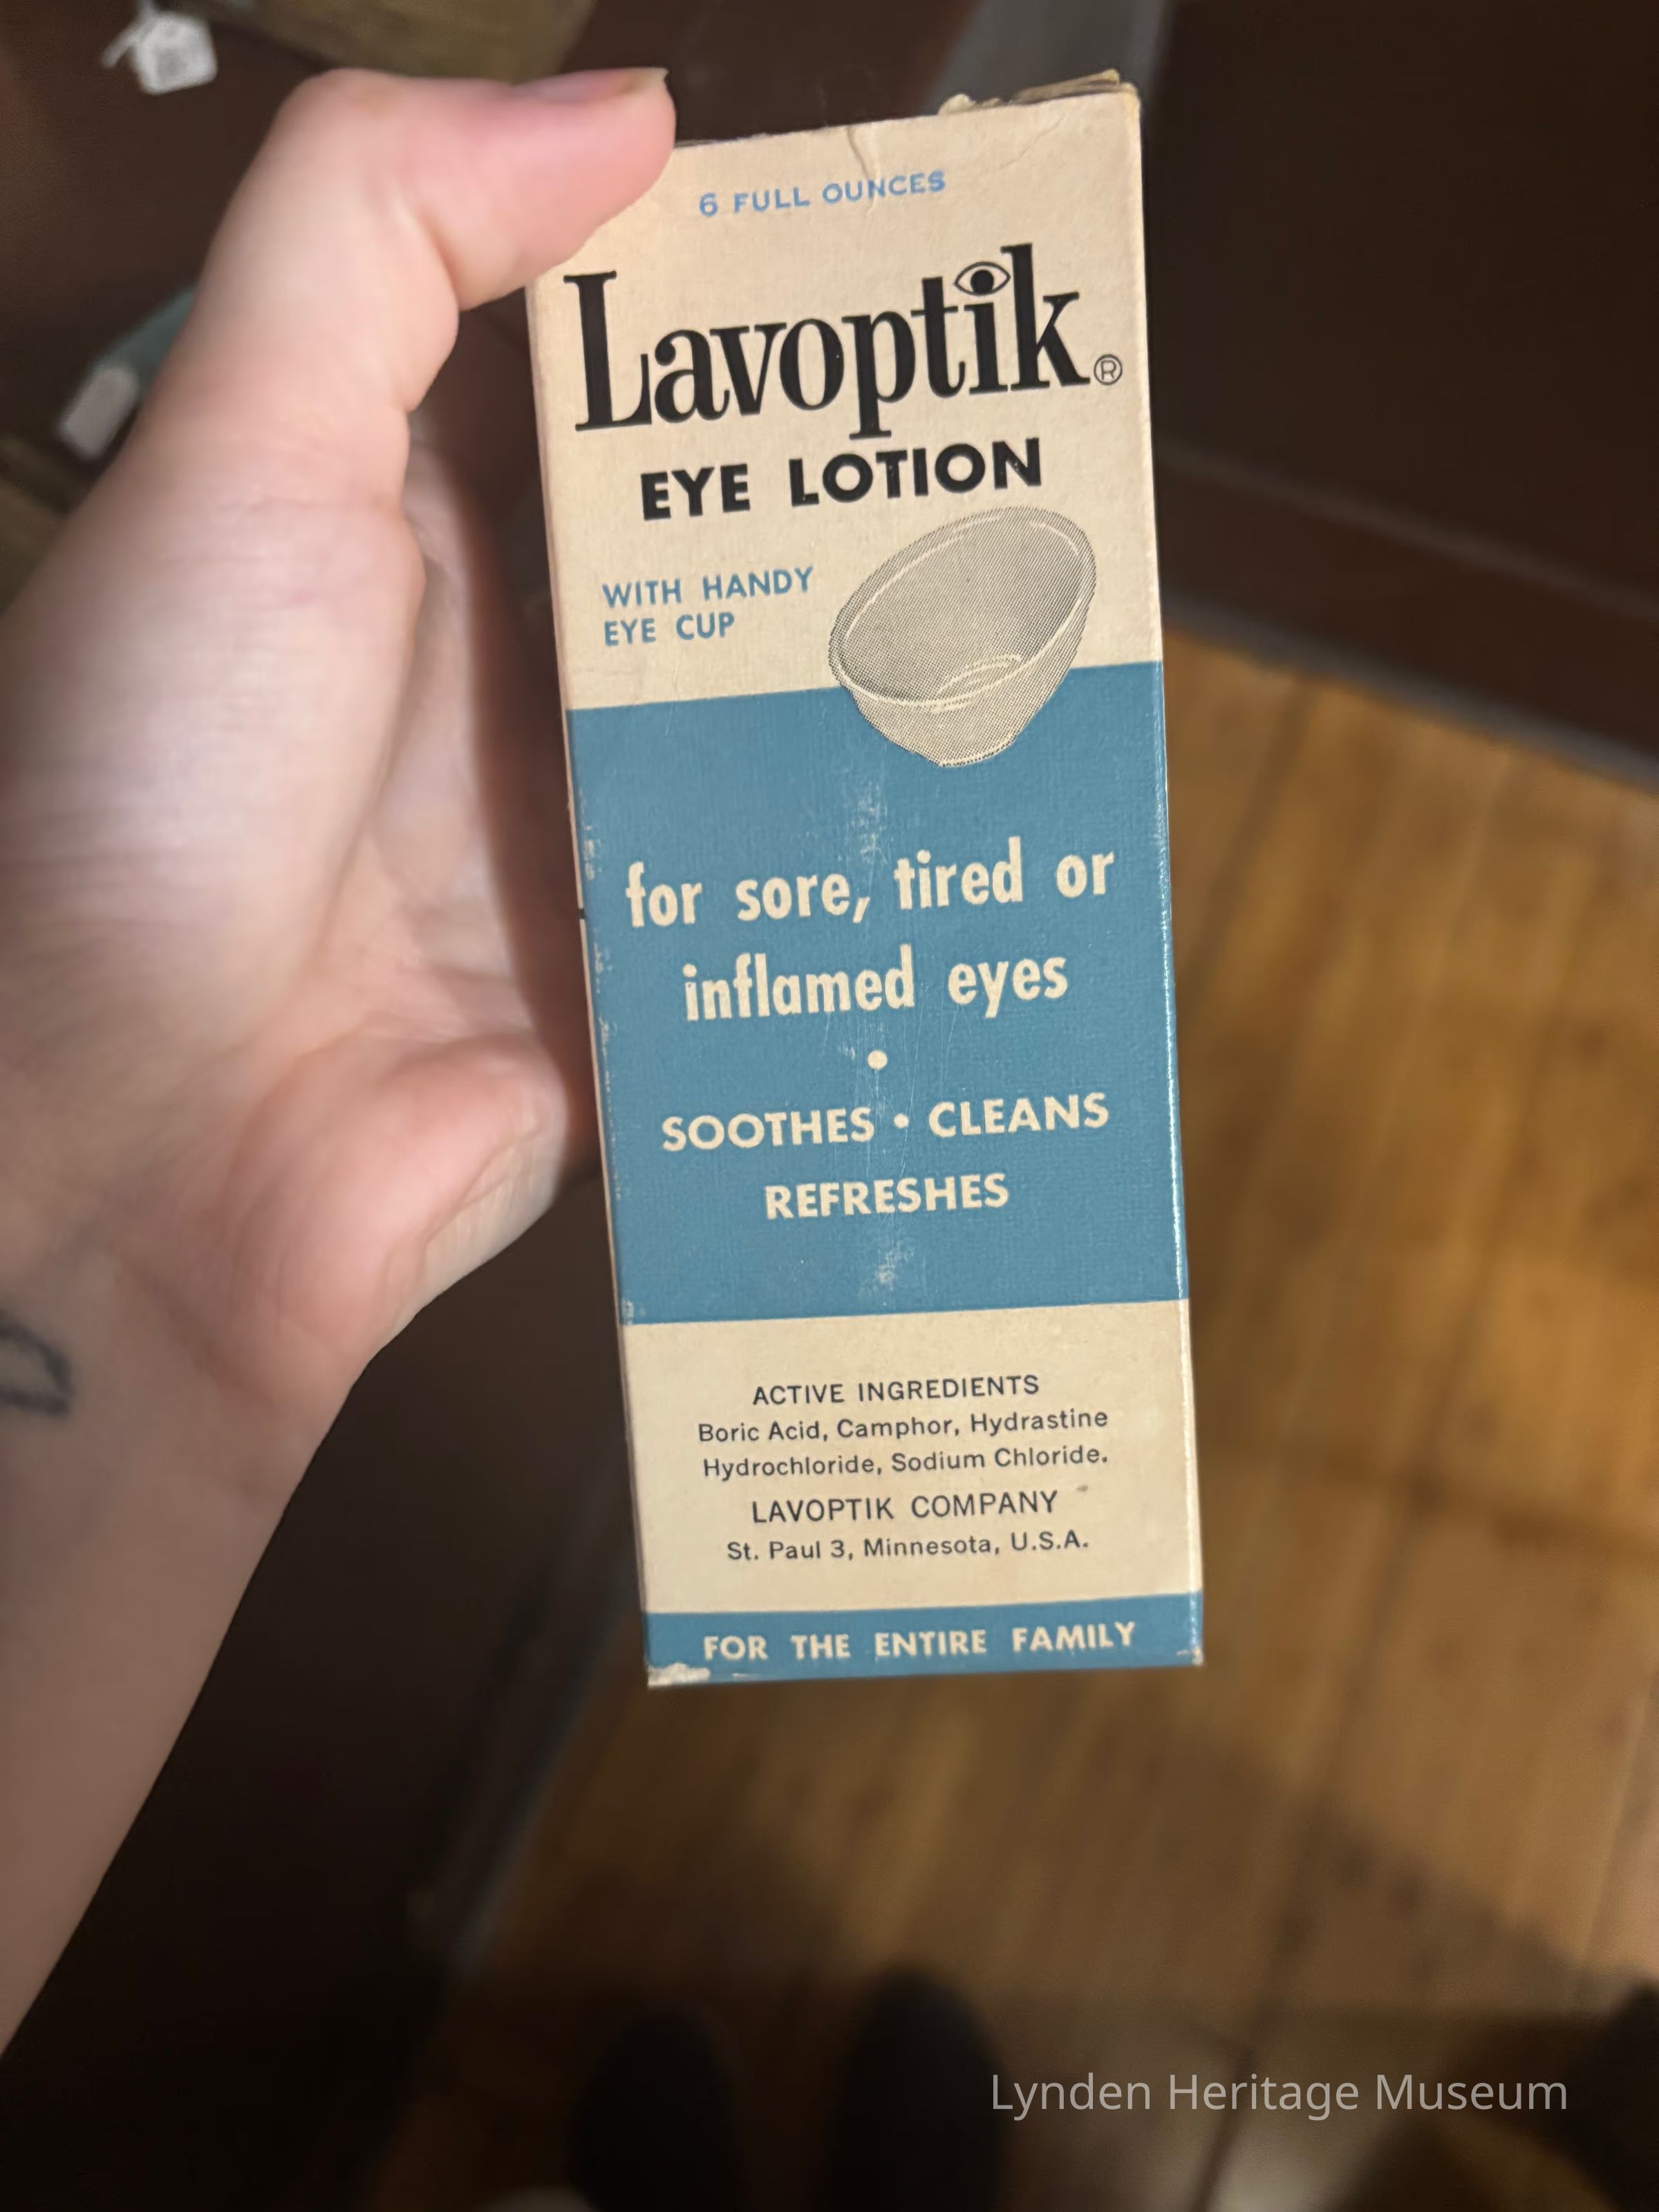 6 FULL OUNCES
Lavoptik®
EYE LOTION
WITH HANDY
EYE CUP
for sore, tired or
inflamed eyes
•
SOOTHES • CLEANS
REFRESHES
ACTIVE INGREDIENTS
Boric Acid, Camphor, Hydrastine
Hydrochloride, Sodium Chloride.
LAVOPTIK COMPANY
St. Paul 3, Minnesota, U.S.A.
FOR THE ENTIRE FAMILY
Lynden Heritage Museum